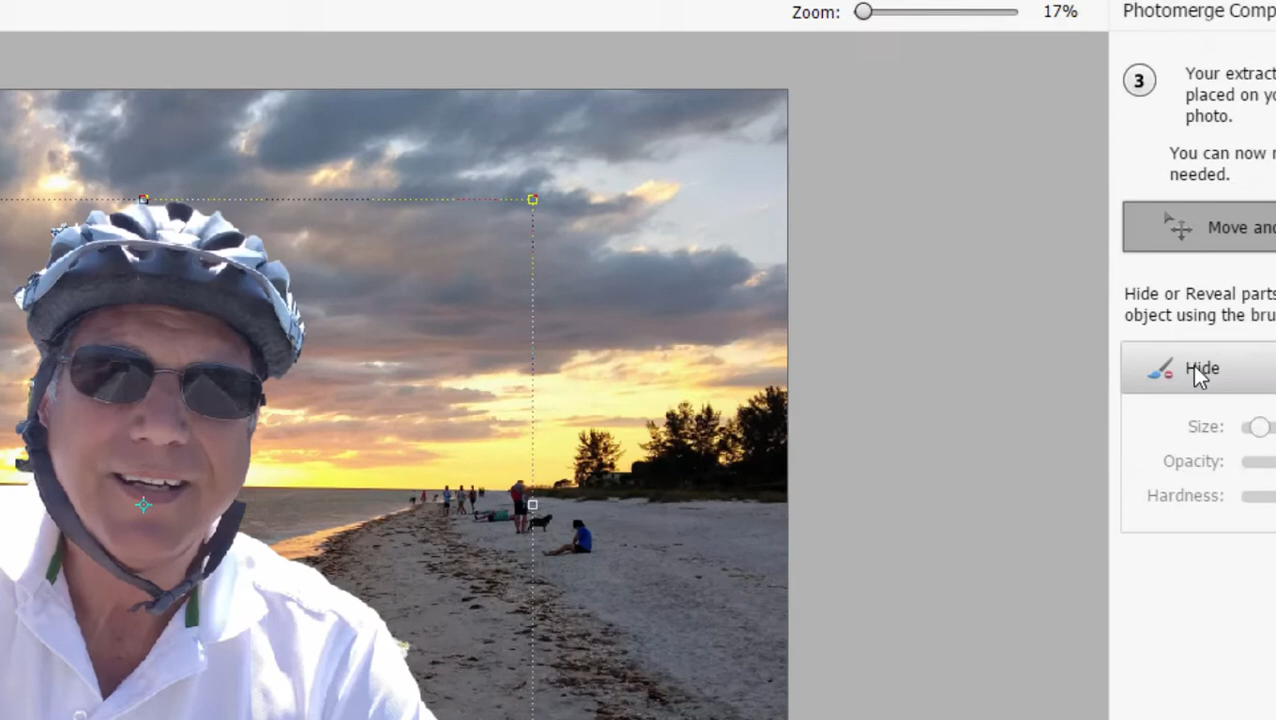 Zoom: 17%
Photomerge Comp
3
Your extract
placed on yo
photo.
You can now
needed.
Move and
Hide or Reveal parts
object using the bru
Hide
Size:
Opacity:
Hardness: